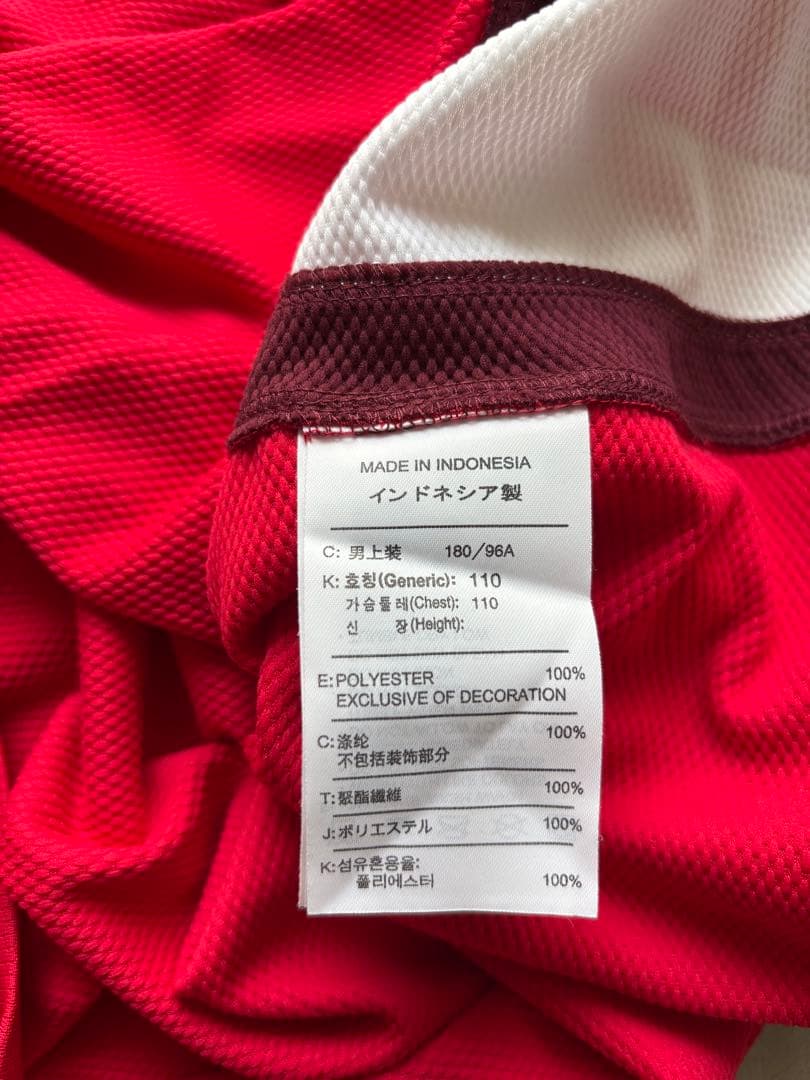 MADE IN INDONESIA
インドネシア製
C: 男上装 180/96A
K: 호칭(Generic): 110
가슴둘레(Chest): 110
신 장(Height):
E: POLYESTER 100%
EXCLUSIVE OF DECORATION
C: 涤纶 100%
不包括装饰部分
T: 聚酯纖維 100%
J: ポリエステル 100%
K: 섬유혼용율:
폴리에스터 100%